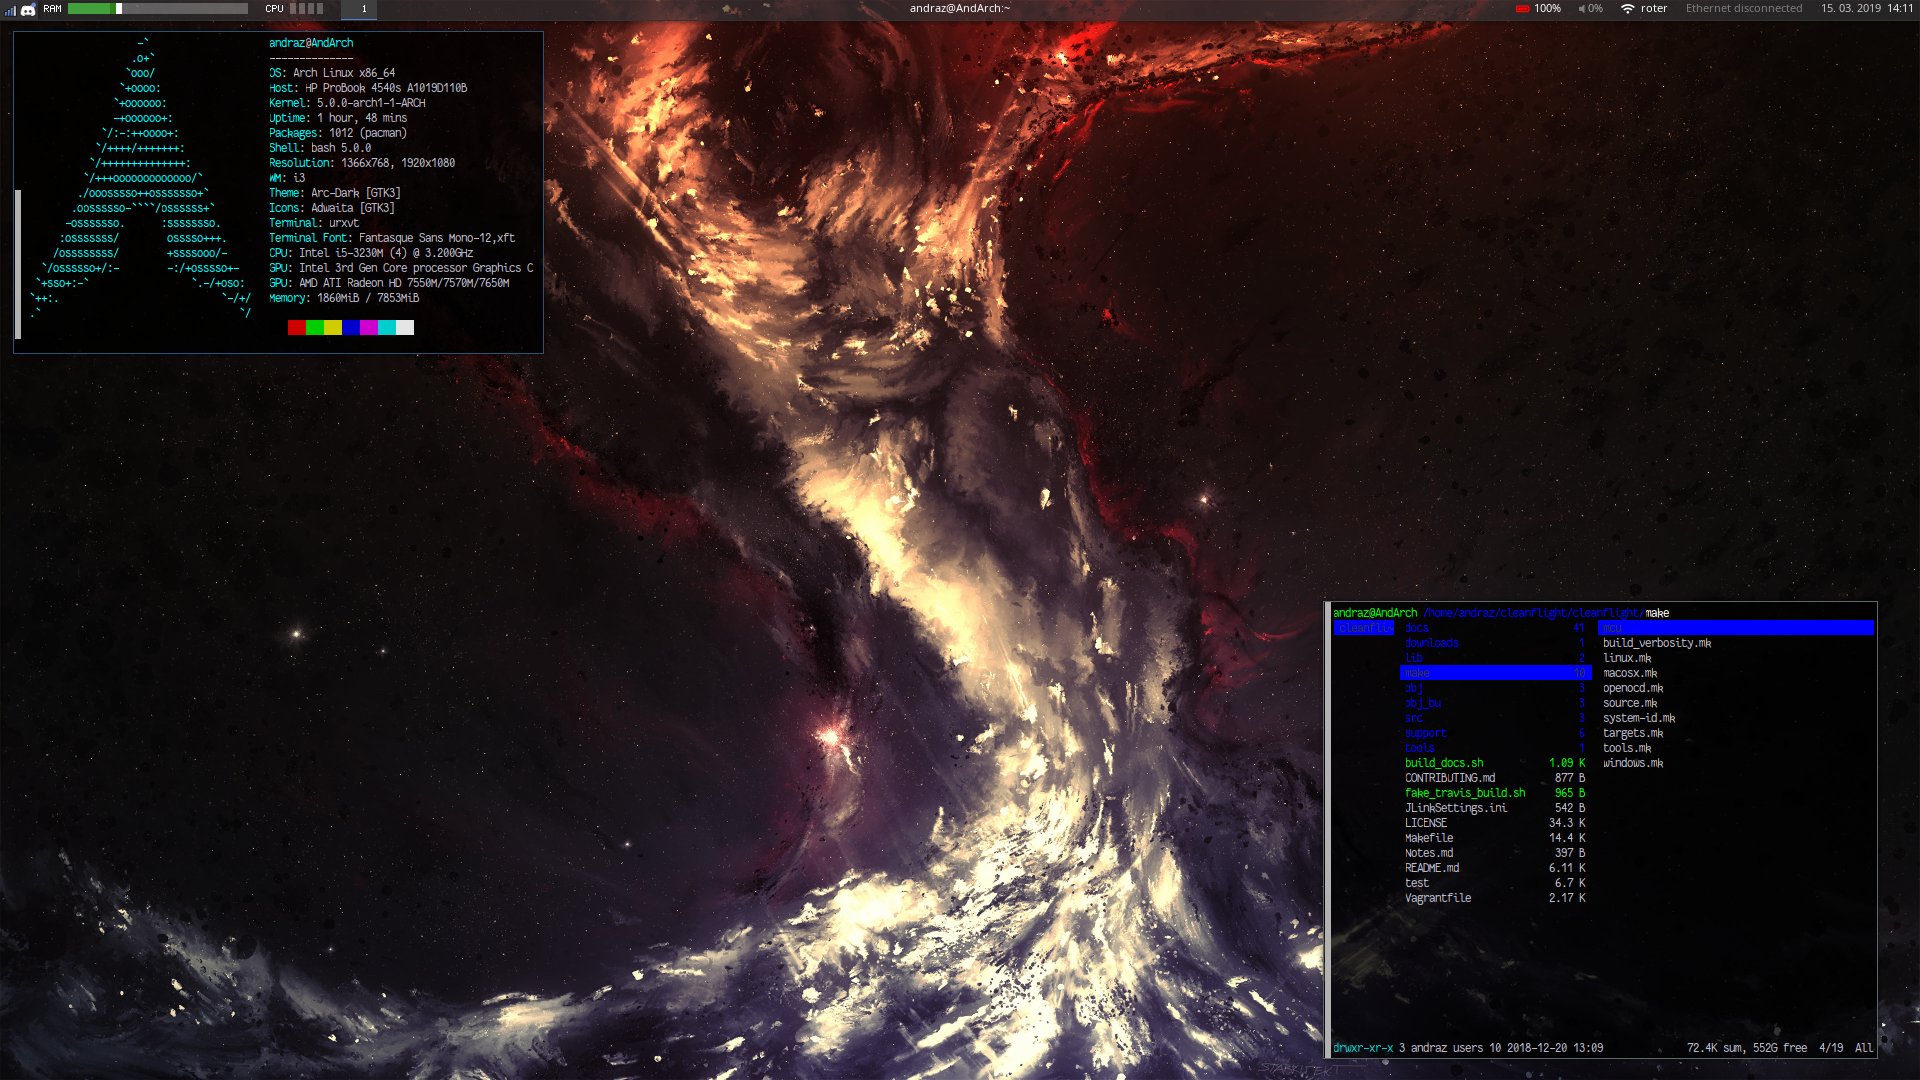 RAM CPU 1 andraz@AndArch:~ 100% 0% roter Ethernet disconnected 15. 03. 2019 14:11
andraz@AndArch
--------------
OS: Arch Linux x86_64
Host: HP ProBook 4540s A1019D110B
Kernel: 5.0.0-arch1-1-ARCH
Uptime: 1 hour, 48 mins
Packages: 1012 (pacman)
Shell: bash 5.0.0
Resolution: 1366x768, 1920x1080
WM: i3
Theme: Arc-Dark [GTK3]
Icons: Adwaita [GTK3]
Terminal: urxvt
Terminal Font: Fantasque Sans Mono-12,xft
CPU: Intel i5-3230M (4) @ 3.200GHz
GPU: Intel 3rd Gen Core processor Graphics C
GPU: AMD ATI Radeon HD 7550M/7570M/7650M
Memory: 1860MiB / 7853MiB
andraz@AndArch /home/andraz/cleanflight/cleanflight/make
cleanfli~ docs 41 mcu
downloads 1 build_verbosity.mk
lib 2 linux.mk
make 10 macosx.mk
obj 3 openocd.mk
obj_bu 3 source.mk
src 3 system-id.mk
support 6 targets.mk
tools 1 tools.mk
build_docs.sh 1.09 K windows.mk
CONTRIBUTING.md 877 B
fake_travis_build.sh 965 B
JLinkSettings.ini 542 B
LICENSE 34.3 K
Makefile 14.4 K
Notes.md 397 B
README.md 6.11 K
test 6.7 K
Vagrantfile 2.17 K
drwxr-xr-x 3 andraz users 10 2018-12-20 13:09 72.4K sum, 552G free 4/19 All